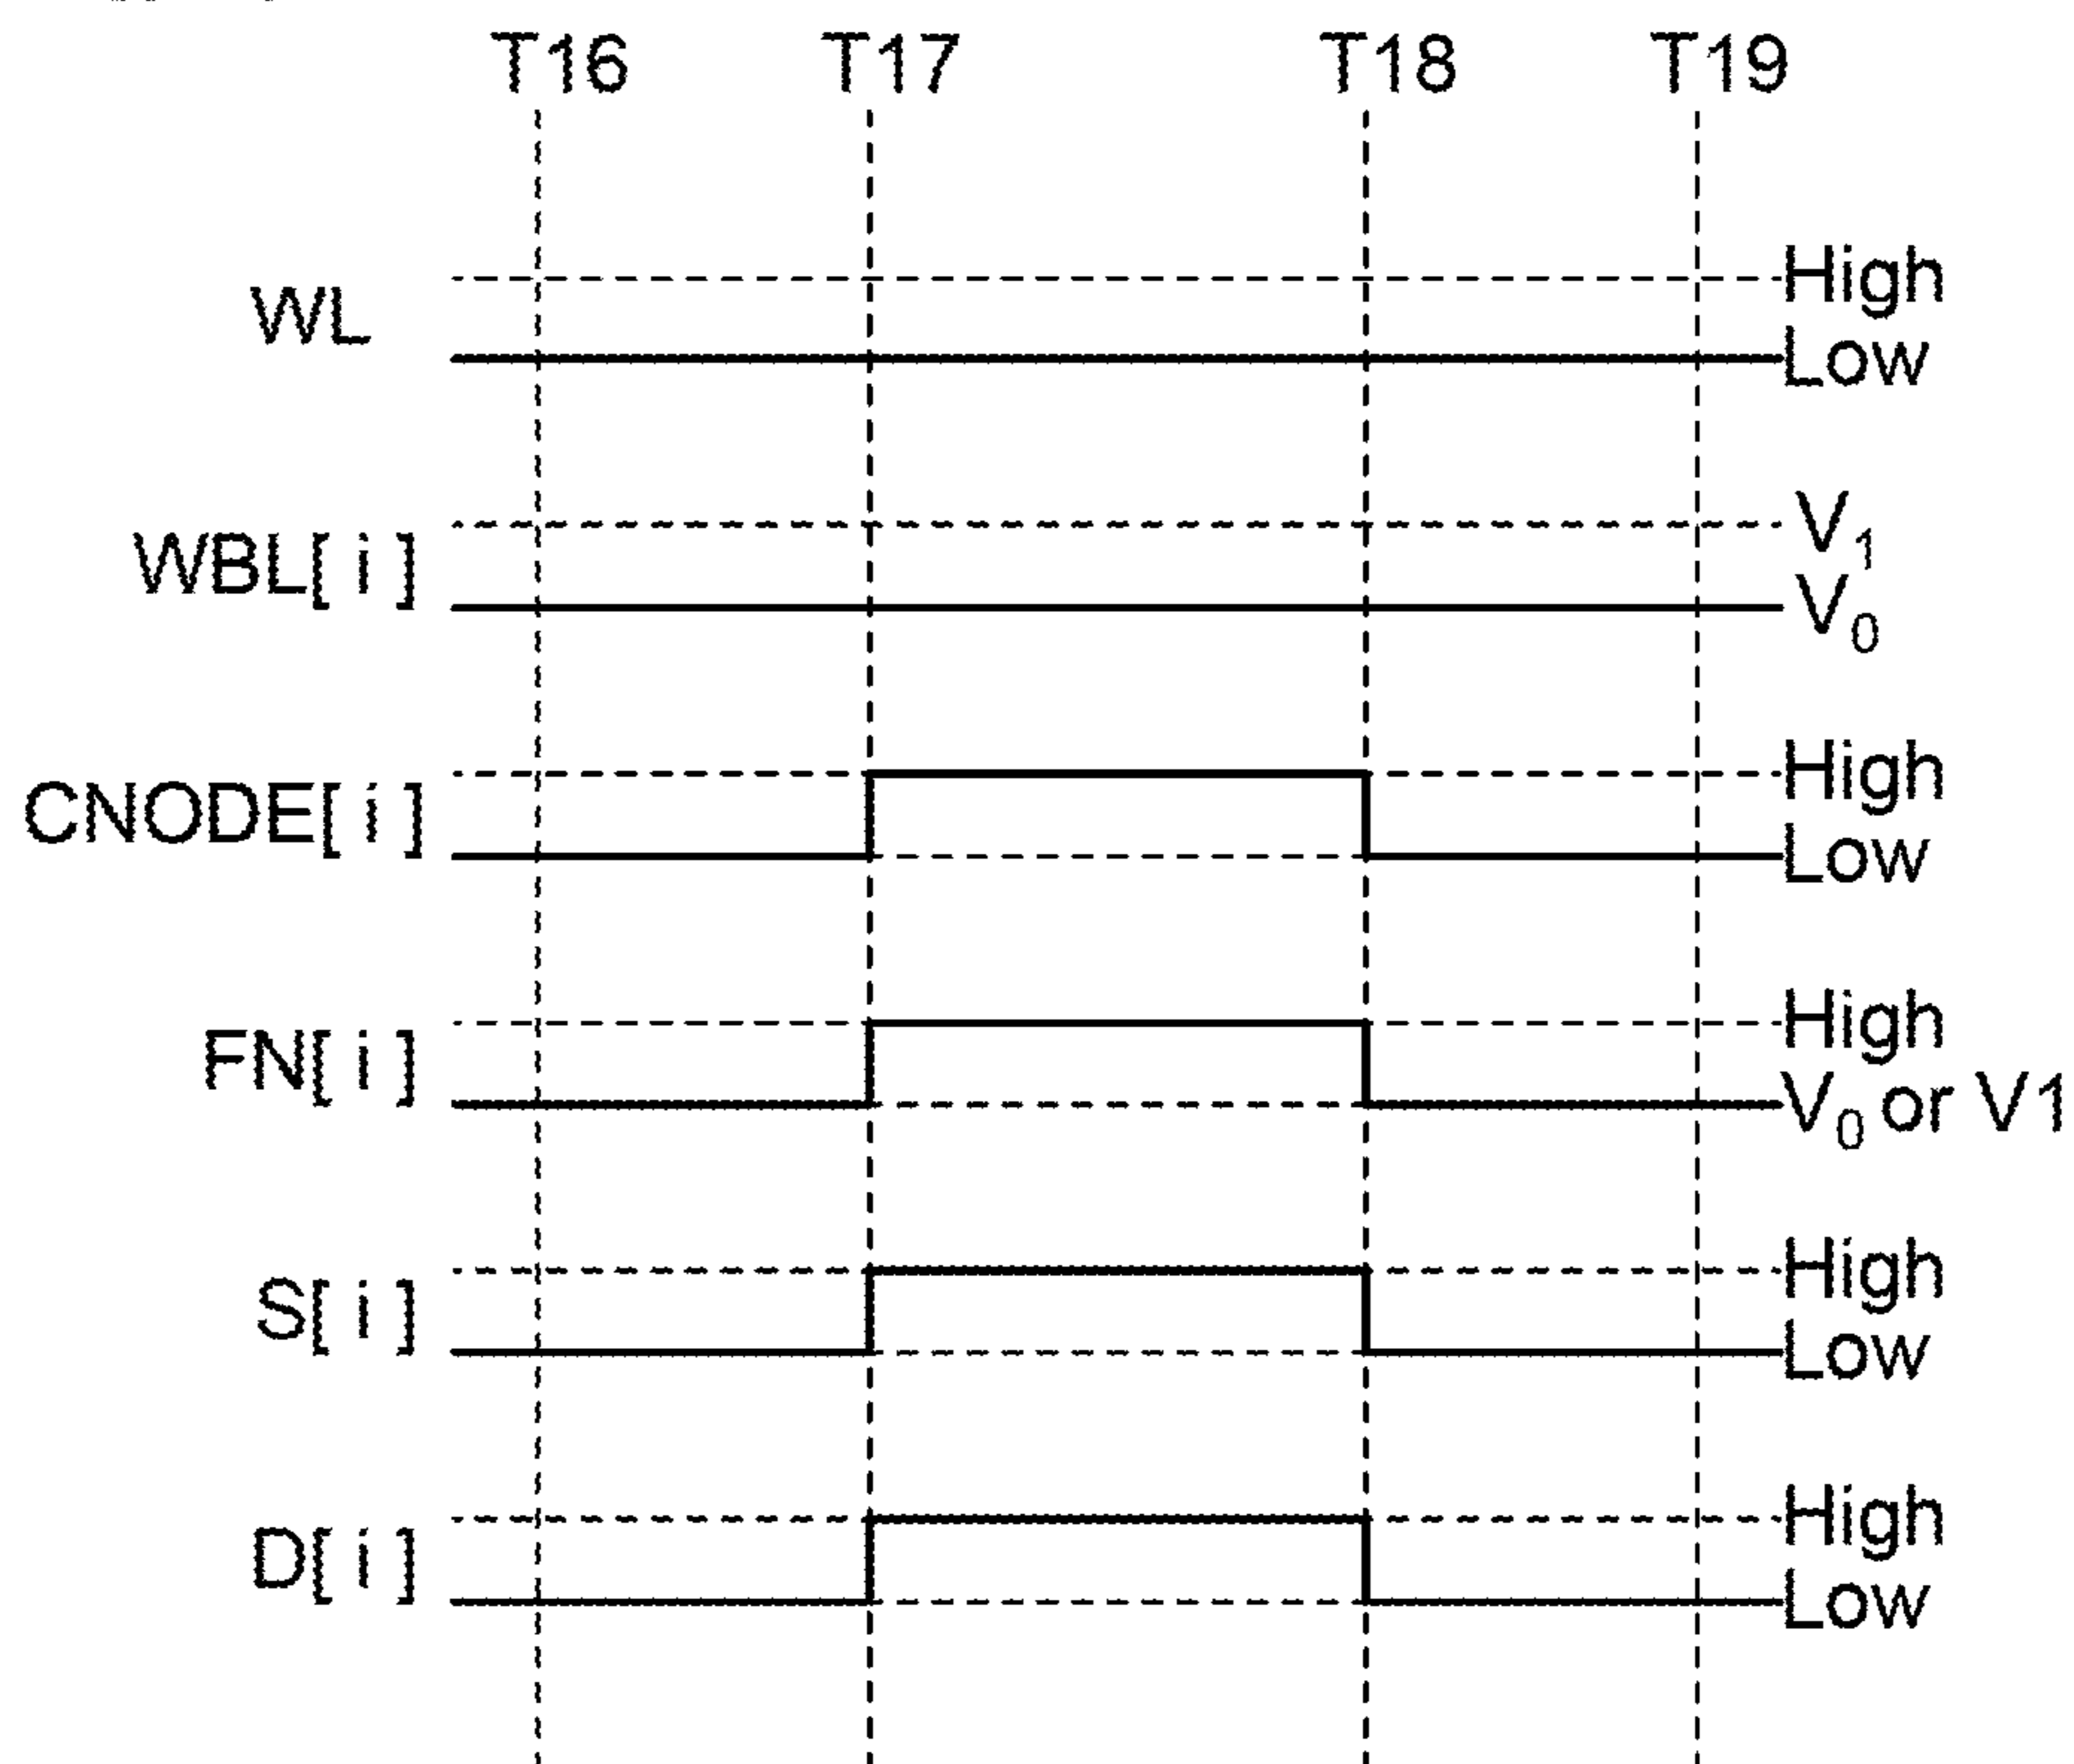 T16 T17 T18 T19
WL High
Low
WBL[ i ] V₁
V₀
CNODE[ i ] High
Low
FN[ i ] High
V₀ or V1
S[ i ] High
Low
D[ i ] High
Low